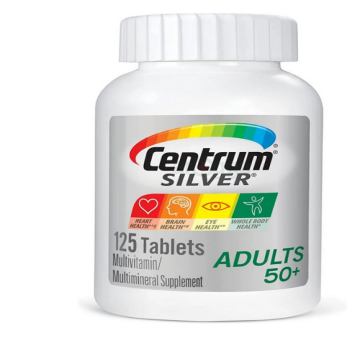 Centrum
SILVER®
HEART BRAIN EYE WHOLE BODY
HEALTH HEALTH HEALTH HEALTH
125 Tablets
Multivitamin/
Multimineral Supplement
ADULTS
50+